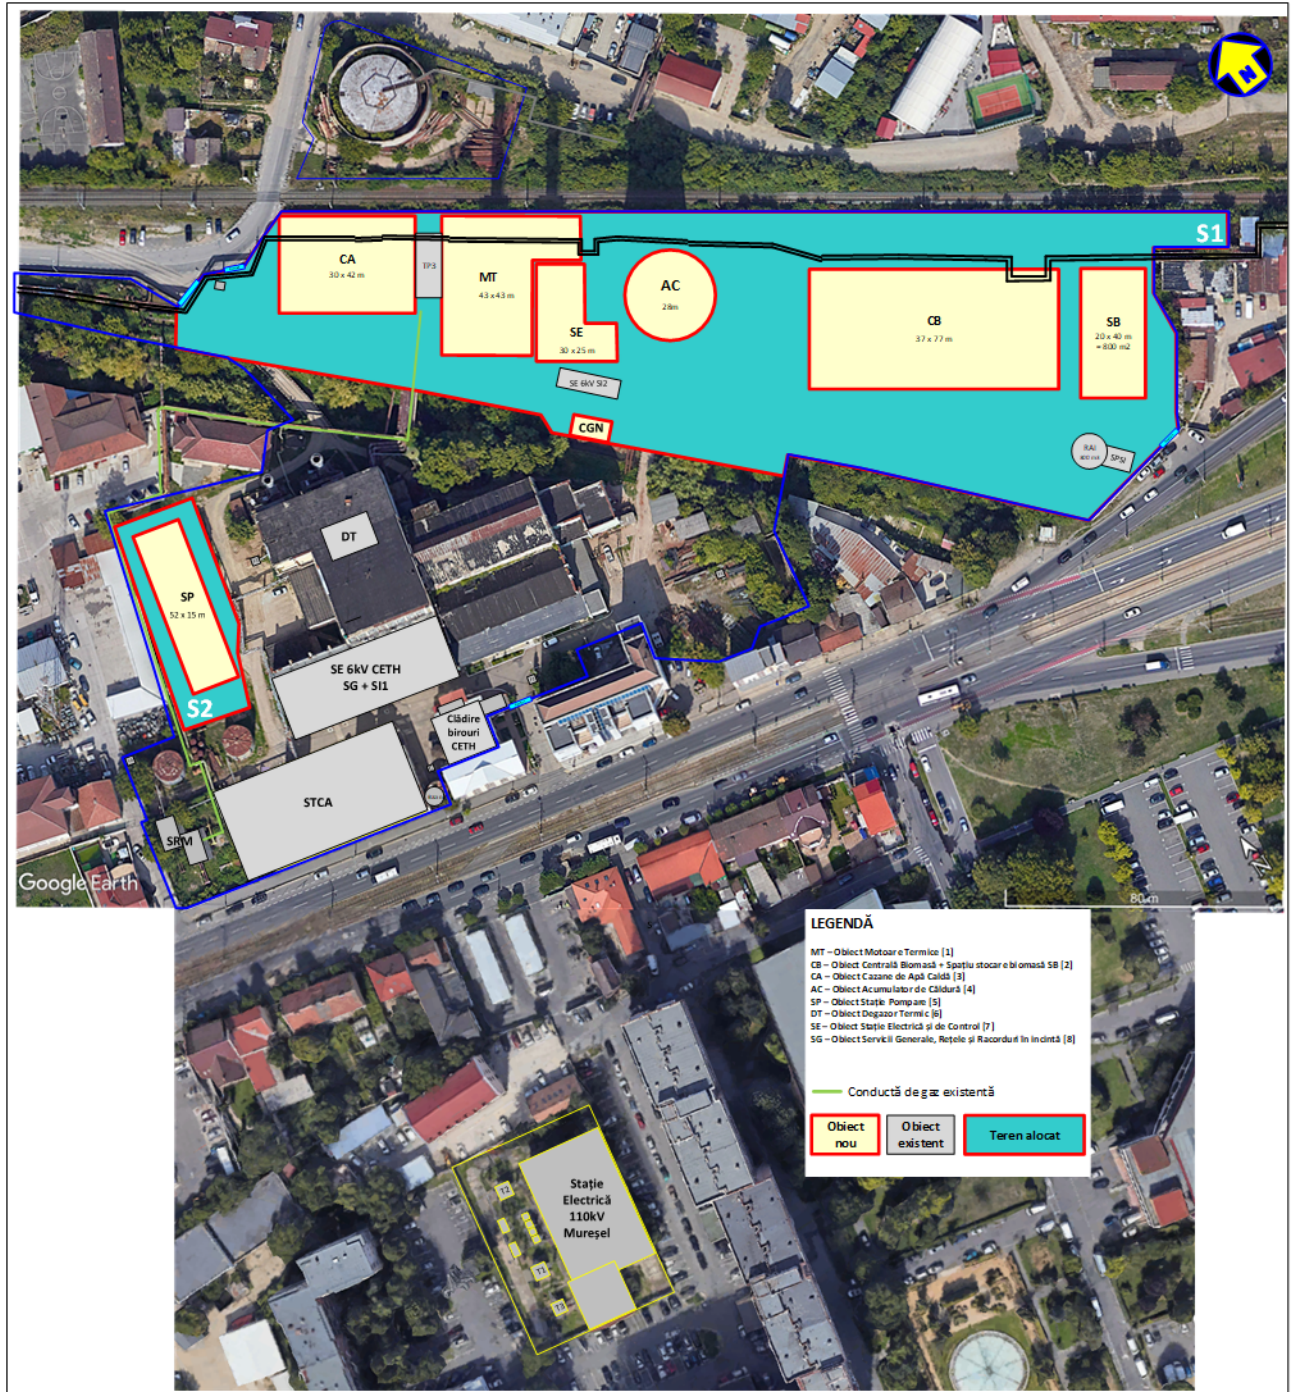 N
S1
CA
30 x 42 m
TP3
MT
43 x 43 m
AC
28m
SE
30 x 25 m
CB
37 x 77 m
SB
20 x 40 m
= 800 m2
SE 6kV SI2
CGN
RAI
800 m3
SPSI
DT
SP
52 x 15 m
SE 6kV CETH
SG + SI1
S2
Clădire
birouri
CETH
STCA
SRM
Google Earth
80 m
LEGENDĂ
MT – Obiect Motoare Termice [1]
CB – Obiect Centrală Biomasă + Spațiu stocare biomasă SB [2]
CA – Obiect Cazane de Apă Caldă [3]
AC – Obiect Acumulator de Căldură [4]
SP – Obiect Stație Pompare [5]
DT – Obiect Degazor Termic [6]
SE – Obiect Stație Electrică și de Control [7]
SG – Obiect Servicii Generale, Rețele și Racorduri în incintă [8]
Conductă de gaz existentă
Obiect
nou
Obiect
existent
Teren alocat
Stație
Electrică
110kV
Mureșel
T2
T1
T3